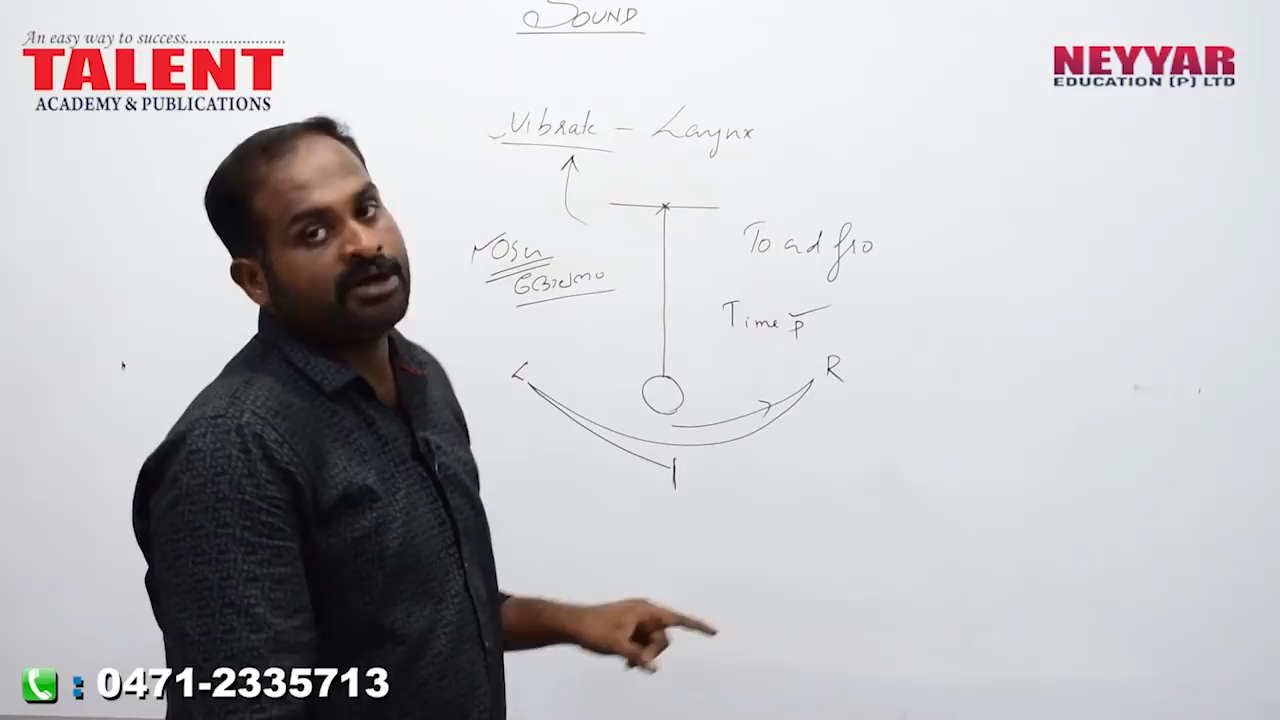 SOUND
An easy way to success.......................
TALENT
ACADEMY & PUBLICATIONS
NEYYAR
EDUCATION (P) LTD
Vibrate – Larynx
To and fro
ദോലനം
Time P
L
R
: 0471-2335713